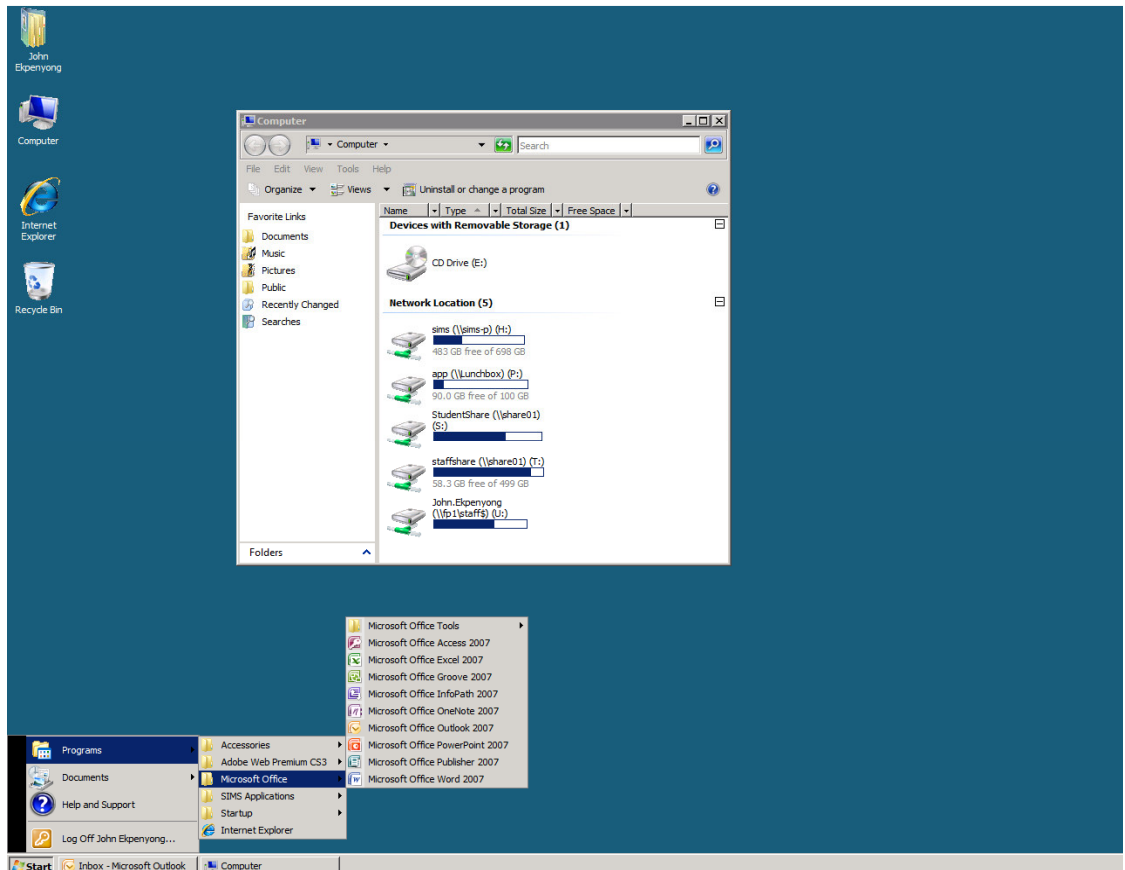 John
Ekpenyong
Computer
Internet
Explorer
Recycle Bin
Computer
Computer
Search
File Edit View Tools Help
Organize Views Uninstall or change a program
Favorite Links
Documents
Music
Pictures
Public
Recently Changed
Searches
Folders
Name Type Total Size Free Space
Devices with Removable Storage (1)
CD Drive (E:)
Network Location (5)
sims (\\sims-p) (H:)
483 GB free of 698 GB
app (\\Lunchbox) (P:)
90.0 GB free of 100 GB
StudentShare (\\share01)
(S:)
staffshare (\\share01) (T:)
58.3 GB free of 499 GB
John.Ekpenyong
(\\fp1\staff$) (U:)
Microsoft Office Tools
Microsoft Office Access 2007
Microsoft Office Excel 2007
Microsoft Office Groove 2007
Microsoft Office InfoPath 2007
Microsoft Office OneNote 2007
Microsoft Office Outlook 2007
Microsoft Office PowerPoint 2007
Microsoft Office Publisher 2007
Microsoft Office Word 2007
Programs
Documents
Help and Support
Log Off John Ekpenyong...
Accessories
Adobe Web Premium CS3
Microsoft Office
SIMS Applications
Startup
Internet Explorer
Start
Inbox - Microsoft Outlook
Computer